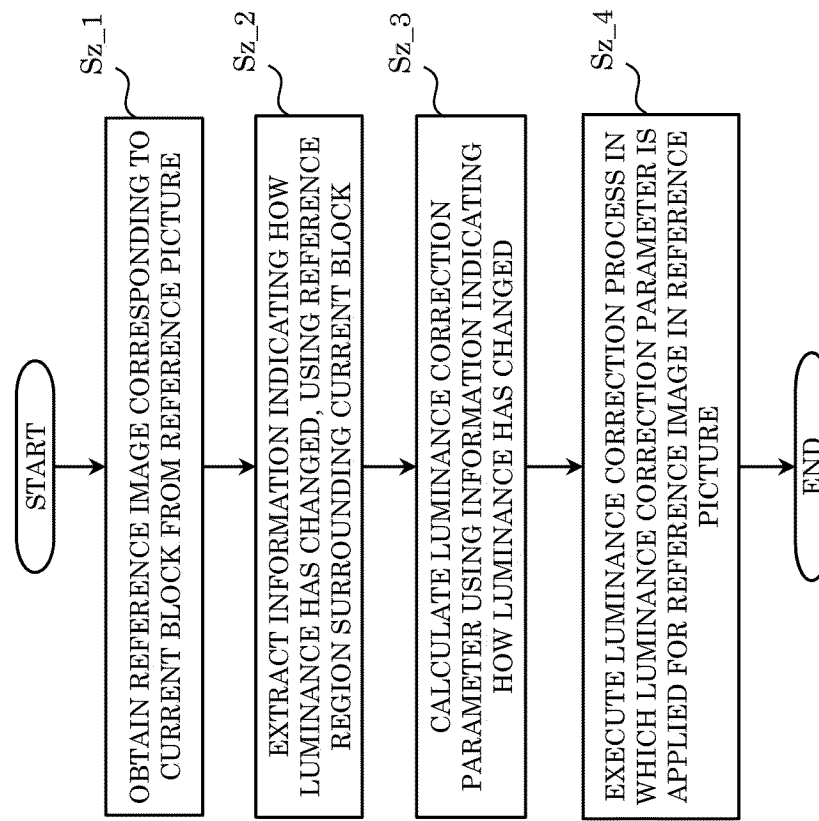 START
Sz_1
OBTAIN REFERENCE IMAGE CORRESPONDING TO
CURRENT BLOCK FROM REFERENCE PICTURE
Sz_2
EXTRACT INFORMATION INDICATING HOW
LUMINANCE HAS CHANGED, USING REFERENCE
REGION SURROUNDING CURRENT BLOCK
Sz_3
CALCULATE LUMINANCE CORRECTION
PARAMETER USING INFORMATION INDICATING
HOW LUMINANCE HAS CHANGED
Sz_4
EXECUTE LUMINANCE CORRECTION PROCESS IN
WHICH LUMINANCE CORRECTION PARAMETER IS
APPLIED FOR REFERENCE IMAGE IN REFERENCE
PICTURE
END